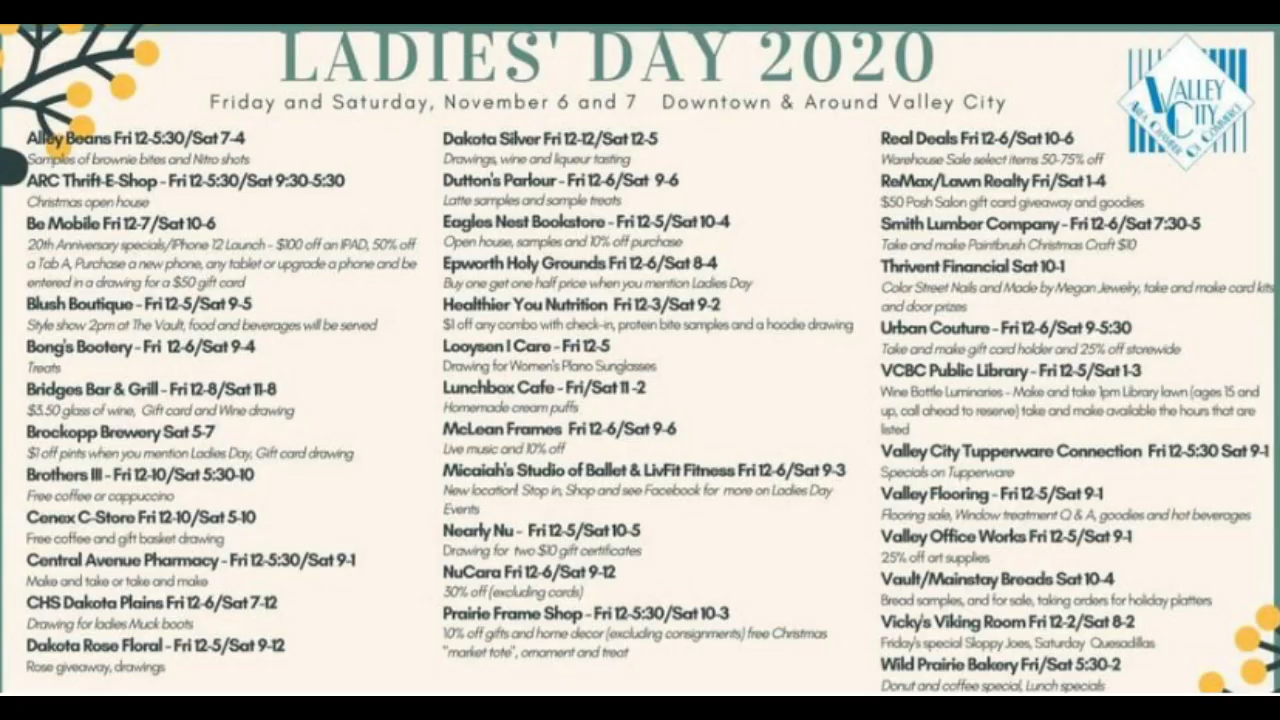 LADIES' DAY 2020
Friday and Saturday, November 6 and 7 Downtown & Around Valley City
VALLEY
CITY
AREA CHAMBER OF COMMERCE
Alley Beans Fri 12-5:30/Sat 7-4
Samples of brownie bites and Nitro shots
ARC Thrift-E-Shop - Fri 12-5:30/Sat 9:30-5:30
Christmas open house
Be Mobile Fri 12-7/Sat 10-6
20th Anniversary specials/iPhone 12 Launch - $100 off an IPAD, 50% off
a Tab A, Purchase a new phone, any tablet or upgrade a phone and be
entered in a drawing for a $50 gift card
Blush Boutique - Fri 12-5/Sat 9-5
Style show 2pm at The Vault, food and beverages will be served
Bong's Bootery - Fri 12-6/Sat 9-4
Treats
Bridges Bar & Grill - Fri 12-8/Sat 11-8
$3.50 glass of wine, Gift card and Wine drawing
Brockopp Brewery Sat 5-7
$1 off pints when you mention Ladies Day, Gift card drawing
Brothers III - Fri 12-10/Sat 5:30-10
Free coffee or cappuccino
Cenex C-Store Fri 12-10/Sat 5-10
Free coffee and gift basket drawing
Central Avenue Pharmacy - Fri 12-5:30/Sat 9-1
Make and take or take and make
CHS Dakota Plains Fri 12-6/Sat 7-12
Drawing for ladies Muck boots
Dakota Rose Floral - Fri 12-5/Sat 9-12
Rose giveaway, drawings
Dakota Silver Fri 12-12/Sat 12-5
Drawings, wine and liqueur tasting
Dutton's Parlour - Fri 12-6/Sat 9-6
Latte samples and sample treats
Eagles Nest Bookstore - Fri 12-5/Sat 10-4
Open house, samples and 10% off purchase
Epworth Holy Grounds Fri 12-6/Sat 8-4
Buy one get one half price when you mention Ladies Day
Healthier You Nutrition Fri 12-3/Sat 9-2
$1 off any combo with check-in, protein bite samples and a hoodie drawing
Looysen I Care - Fri 12-5
Drawing for Women's Plano Sunglasses
Lunchbox Cafe - Fri/Sat 11 -2
Homemade cream puffs
McLean Frames Fri 12-6/Sat 9-6
Live music and 10% off
Micaiah's Studio of Ballet & LivFit Fitness Fri 12-6/Sat 9-3
New location! Stop in, Shop and see Facebook for more on Ladies Day
Events
Nearly Nu - Fri 12-5/Sat 10-5
Drawing for two $10 gift certificates
NuCara Fri 12-6/Sat 9-12
30% off (excluding cards)
Prairie Frame Shop - Fri 12-5:30/Sat 10-3
10% off gifts and home decor (excluding consignments) free Christmas
"market tote", ornament and treat
Real Deals Fri 12-6/Sat 10-6
Warehouse Sale select items 50-75% off
ReMax/Lawn Realty Fri/Sat 1-4
$50 Posh Salon gift card giveaway and goodies
Smith Lumber Company - Fri 12-6/Sat 7:30-5
Take and make Paintbrush Christmas Craft $10
Thrivent Financial Sat 10-1
Color Street Nails and Made by Megan Jewelry, take and make card kits
and door prizes
Urban Couture - Fri 12-6/Sat 9-5:30
Take and make gift card holder and 25% off storewide
VCBC Public Library - Fri 12-5/Sat 1-3
Wine Bottle Luminaries - Make and take 1pm Library lawn (ages 15 and
up, call ahead to reserve) take and make available the hours that are
listed
Valley City Tupperware Connection Fri 12-5:30 Sat 9-1
Specials on Tupperware
Valley Flooring - Fri 12-5/Sat 9-1
Flooring sale, Window treatment Q & A, goodies and hot beverages
Valley Office Works Fri 12-5/Sat 9-1
25% off art supplies
Vault/Mainstay Breads Sat 10-4
Bread samples, and for sale, taking orders for holiday platters
Vicky's Viking Room Fri 12-2/Sat 8-2
Friday's special Sloppy Joes, Saturday Quesadillas
Wild Prairie Bakery Fri/Sat 5:30-2
Donut and coffee special, Lunch specials